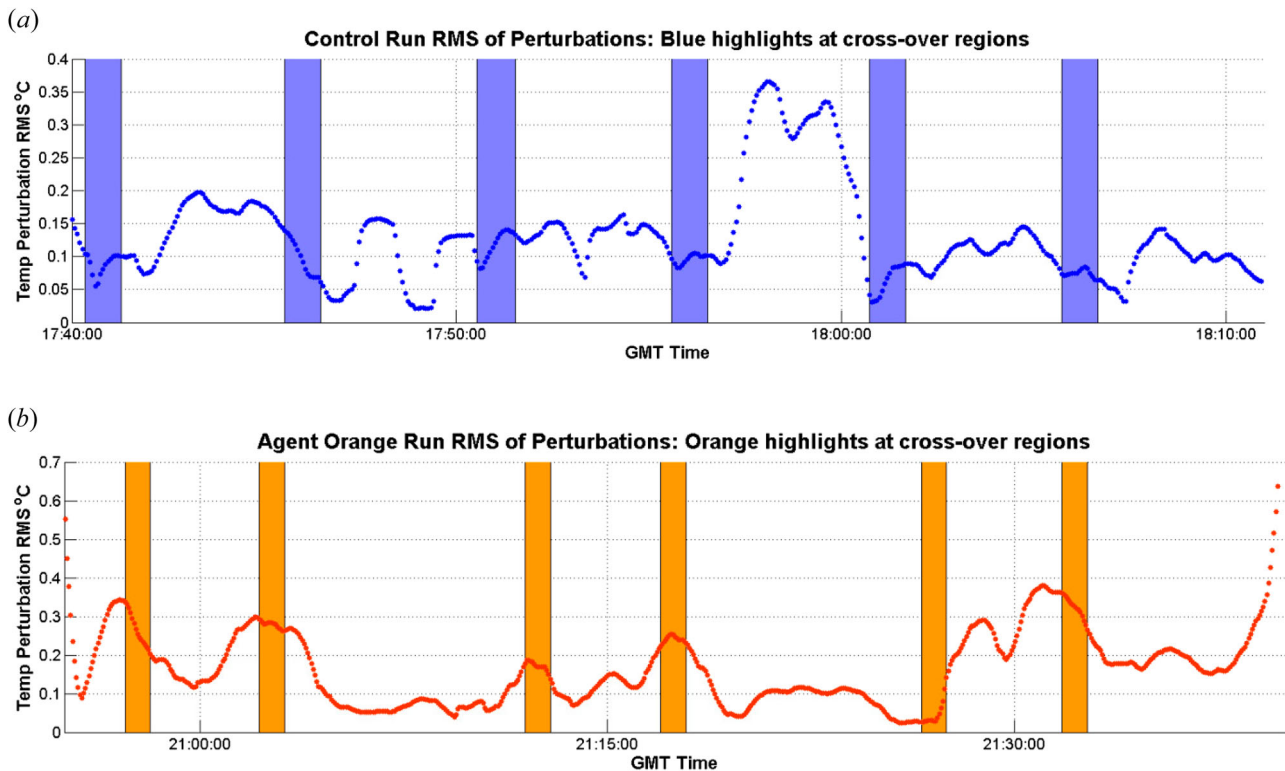 (a)
Control Run RMS of Perturbations: Blue highlights at cross-over regions
Temp Perturbation RMS °C
0.4
0.35
0.3
0.25
0.2
0.15
0.1
0.05
0
17:40:00 17:50:00 18:00:00 18:10:00
GMT Time
(b)
Agent Orange Run RMS of Perturbations: Orange highlights at cross-over regions
Temp Perturbation RMS °C
0.7
0.6
0.5
0.4
0.3
0.2
0.1
0
21:00:00 21:15:00 21:30:00
GMT Time